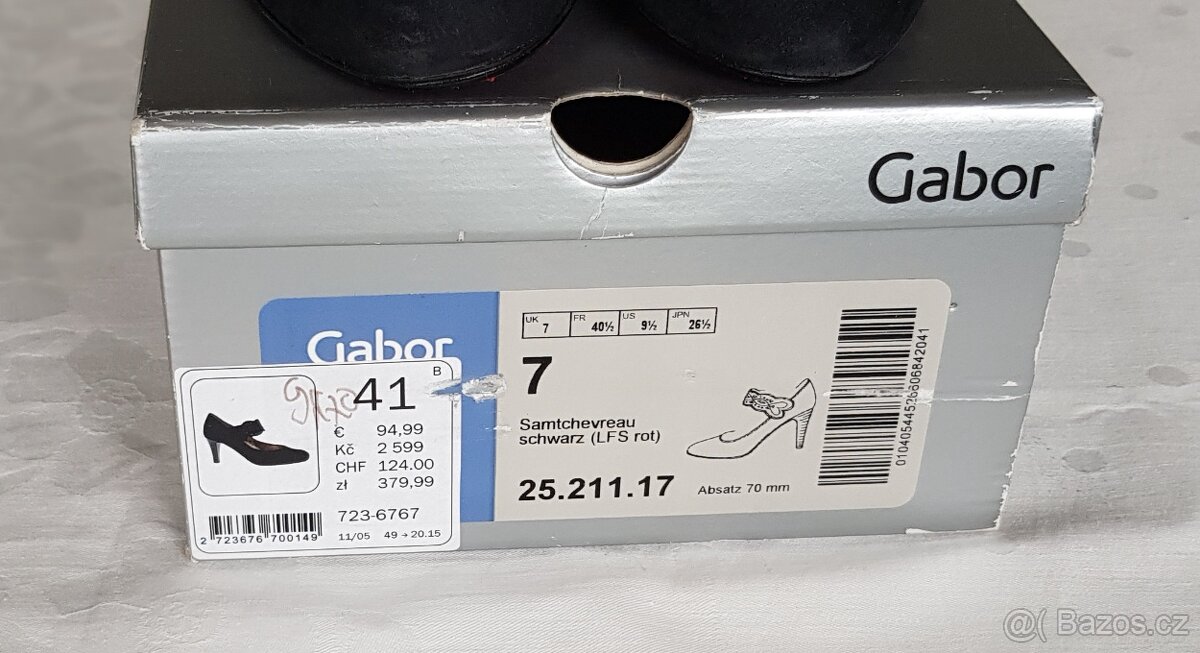 Gabor
Gabor
UK 7 FR 40½ US 9½ JPN 26½
7
Samtchevreau
schwarz (LFS rot)
25.211.17 Absatz 70 mm
B
41
€ 94,99
Kč 2 599
CHF 124.00
zł 379,99
723-6767
2 723676 700149
11/05 49→20.15
@( Bazos.cz